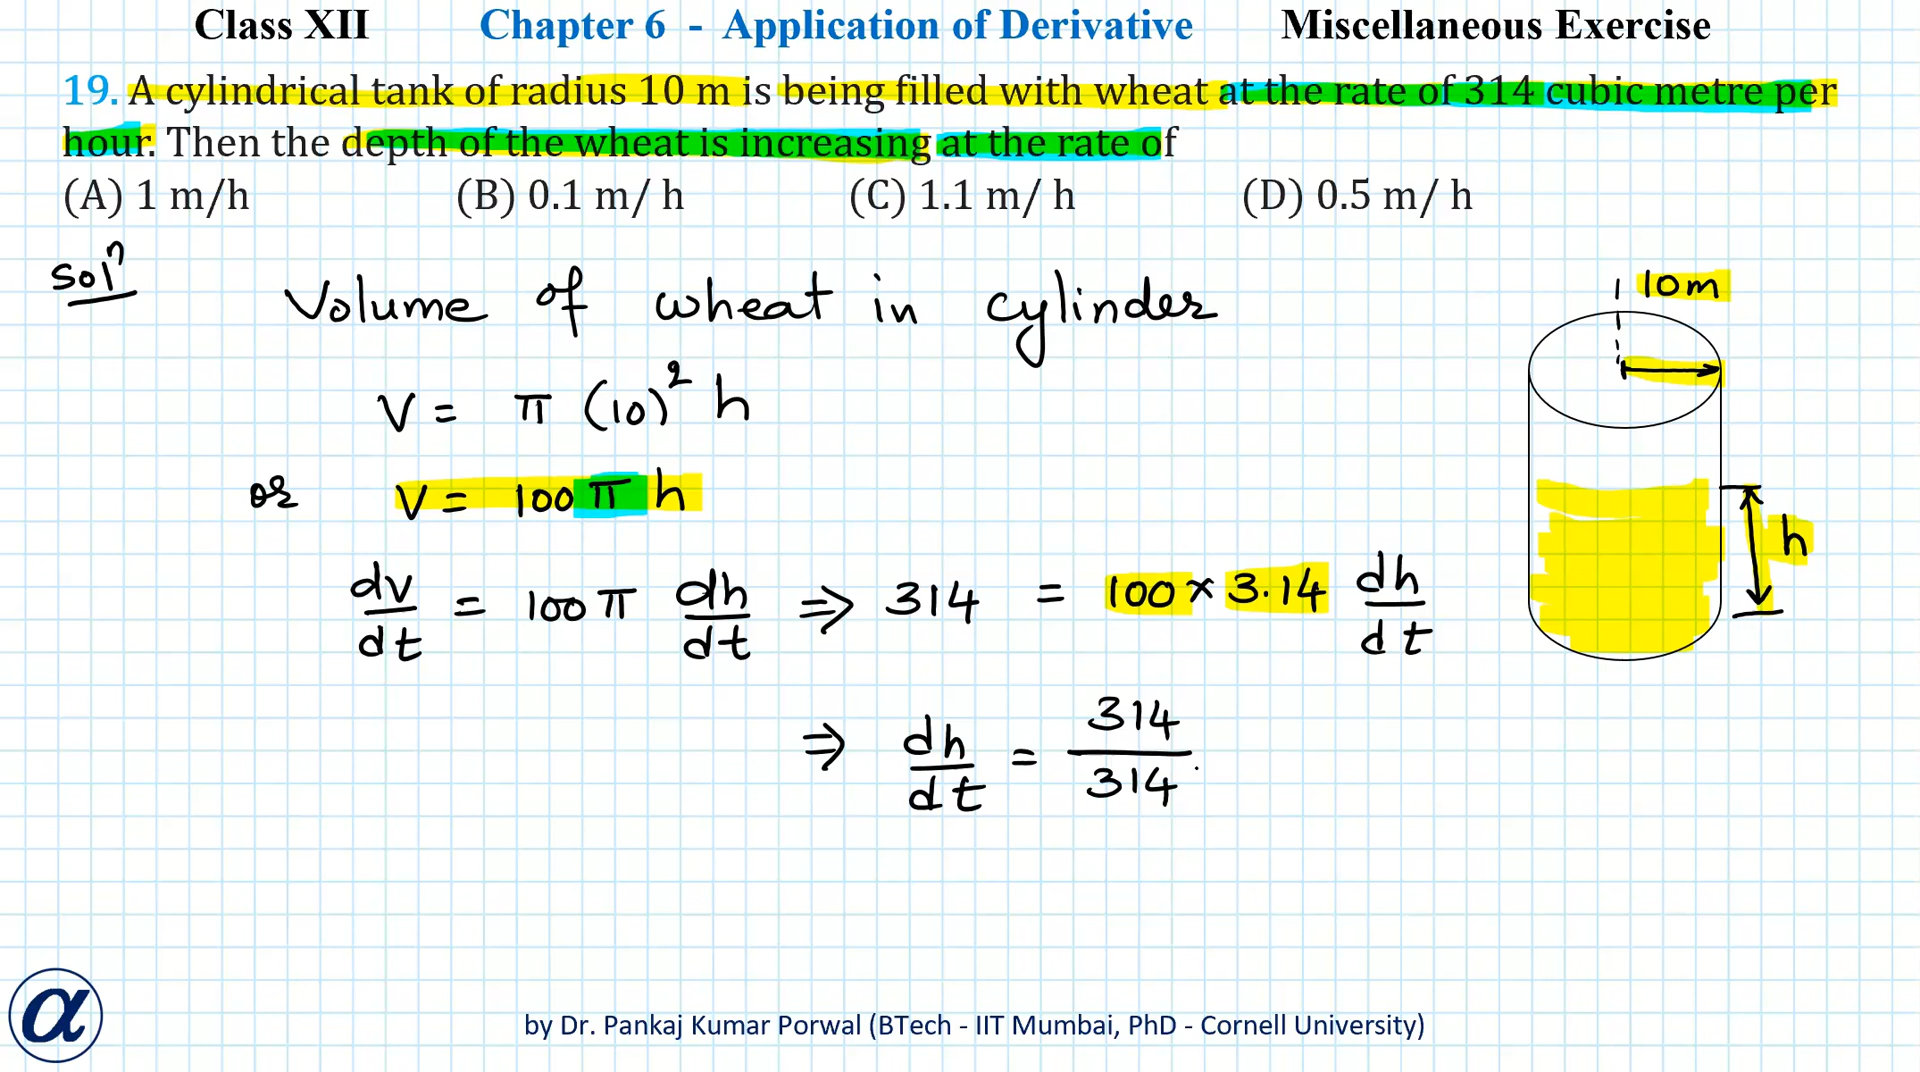 Class XII Chapter 6 - Application of Derivative Miscellaneous Exercise
19. A cylindrical tank of radius 10 m is being filled with wheat at the rate of 314 cubic metre per
hour. Then the depth of the wheat is increasing at the rate of
(A) 1 m/h (B) 0.1 m/ h (C) 1.1 m/ h (D) 0.5 m/ h
Solⁿ
Volume of wheat in cylinder
10m
V = π (10)² h
or V = 100 π h
h
dv/dt = 100 π dh/dt ⇒ 314 = 100 × 3.14 dh/dt
⇒ dh/dt = 314/314
α
by Dr. Pankaj Kumar Porwal (BTech - IIT Mumbai, PhD - Cornell University)